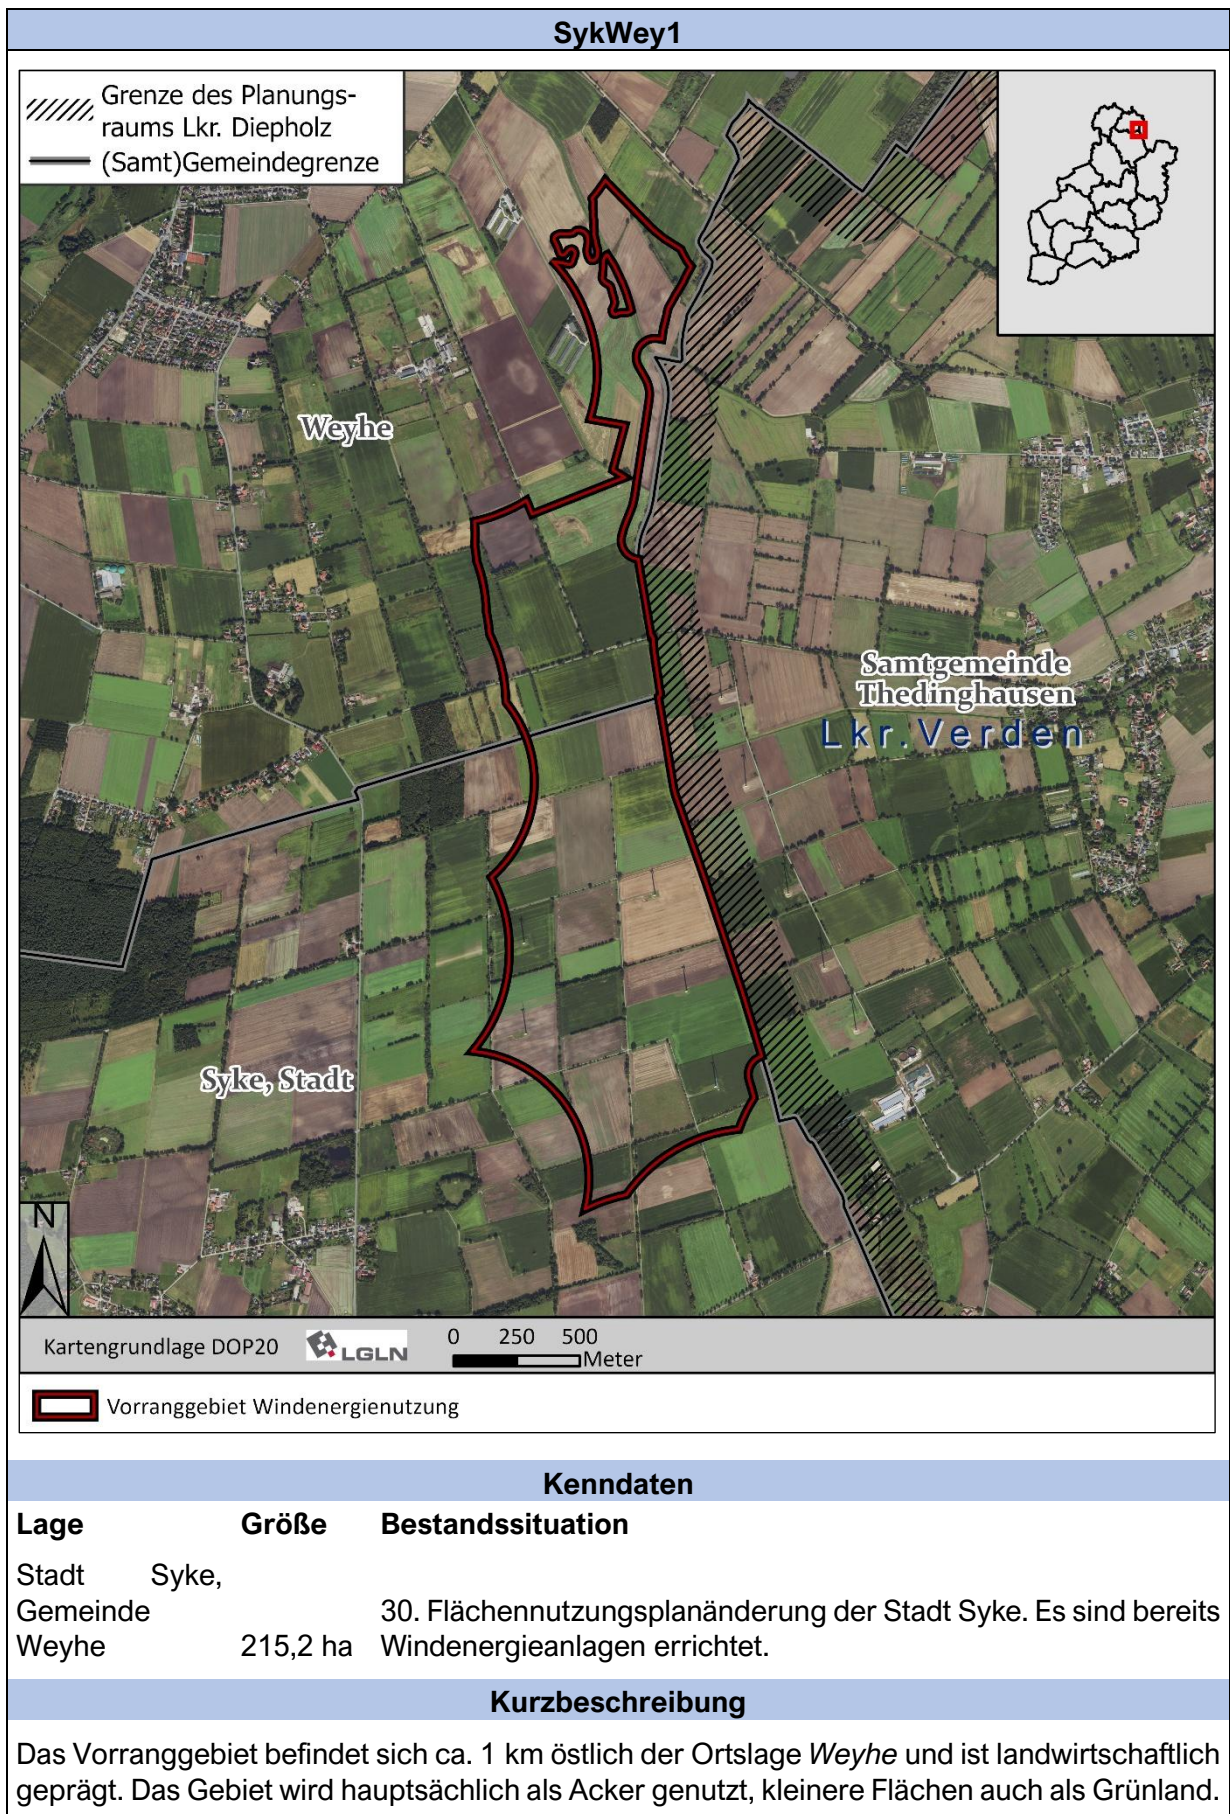 SykWey1
Grenze des Planungs-
raums Lkr. Diepholz
(Samt)Gemeindegrenze
Weyhe
Samtgemeinde
Thedinghausen
Lkr. Verden
Syke, Stadt
N
Kartengrundlage DOP20 LGLN 0 250 500
Meter
Vorranggebiet Windenergienutzung
Kenndaten
Lage Größe Bestandssituation
Stadt Syke,
Gemeinde 30. Flächennutzungsplanänderung der Stadt Syke. Es sind bereits
Weyhe 215,2 ha Windenergieanlagen errichtet.
Kurzbeschreibung
Das Vorranggebiet befindet sich ca. 1 km östlich der Ortslage Weyhe und ist landwirtschaftlich
geprägt. Das Gebiet wird hauptsächlich als Acker genutzt, kleinere Flächen auch als Grünland.